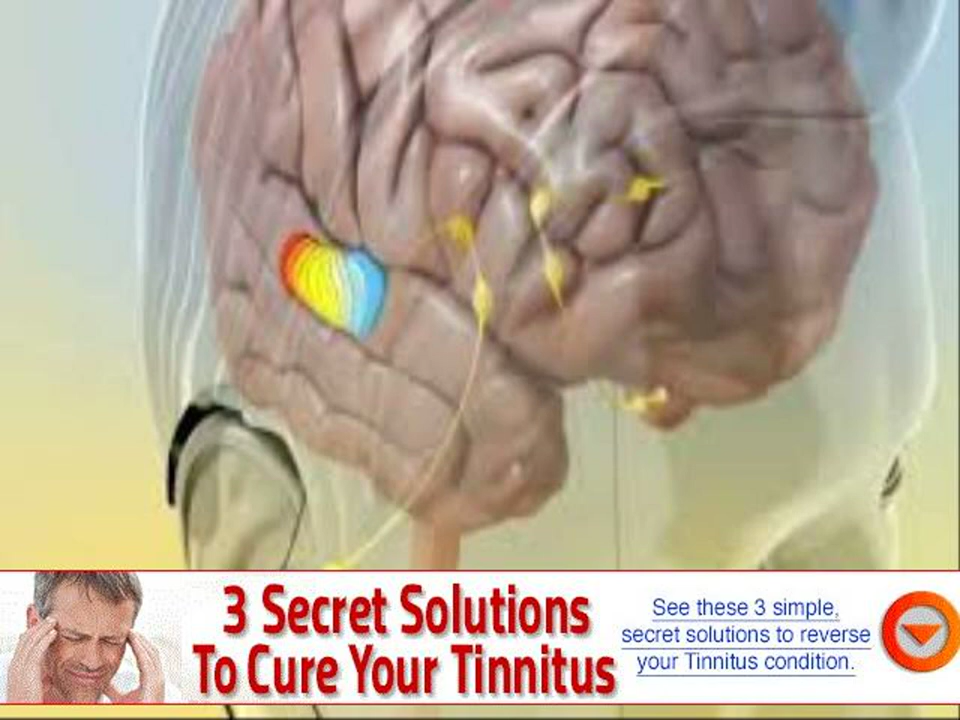 3 Secret Solutions
To Cure Your Tinnitus
See these 3 simple,
secret solutions to reverse
your Tinnitus condition.